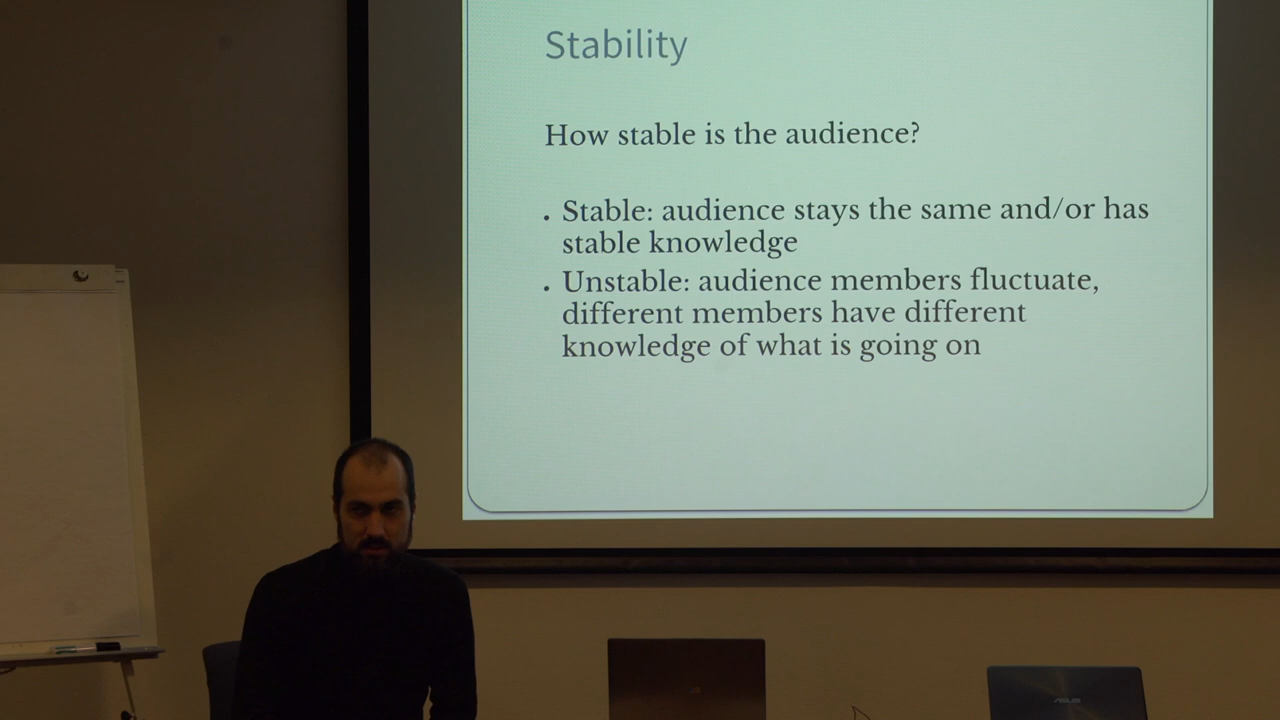 Stability
How stable is the audience?
• Stable: audience stays the same and/or has
stable knowledge
• Unstable: audience members fluctuate,
different members have different
knowledge of what is going on
ASUS